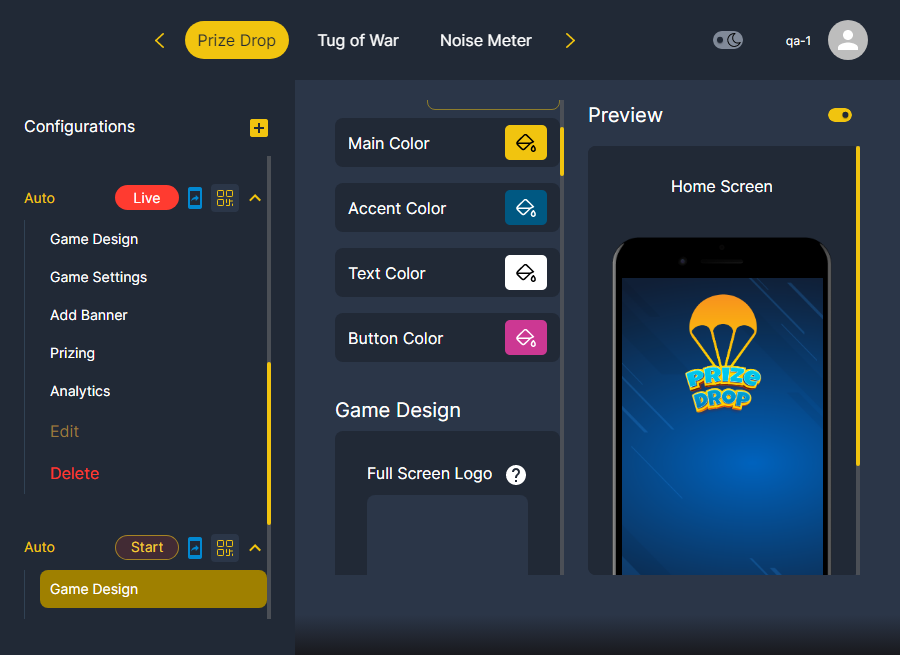 Prize Drop
Tug of War
Noise Meter
qa-1
Configurations
Auto
Live
Game Design
Game Settings
Add Banner
Prizing
Analytics
Edit
Delete
Auto
Start
Game Design
Main Color
Accent Color
Text Color
Button Color
Game Design
Full Screen Logo
?
Preview
Home Screen
PRIZE
DROP